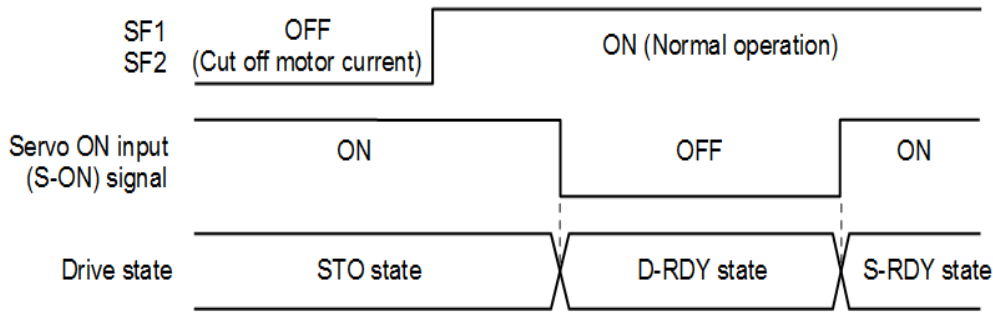 SF1
SF2
OFF
(Cut off motor current)
ON (Normal operation)
Servo ON input
(S-ON) signal
ON
OFF
ON
Drive state
STO state
D-RDY state
S-RDY state